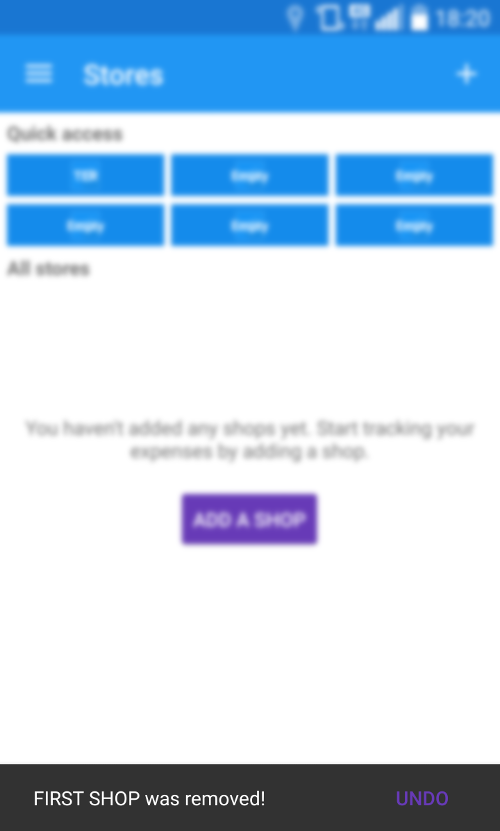 18:20
Stores
Quick access
TER Empty Empty
Empty Empty Empty
All stores
You haven't added any shops yet. Start tracking your
expenses by adding a shop.
ADD A SHOP
FIRST SHOP was removed! UNDO